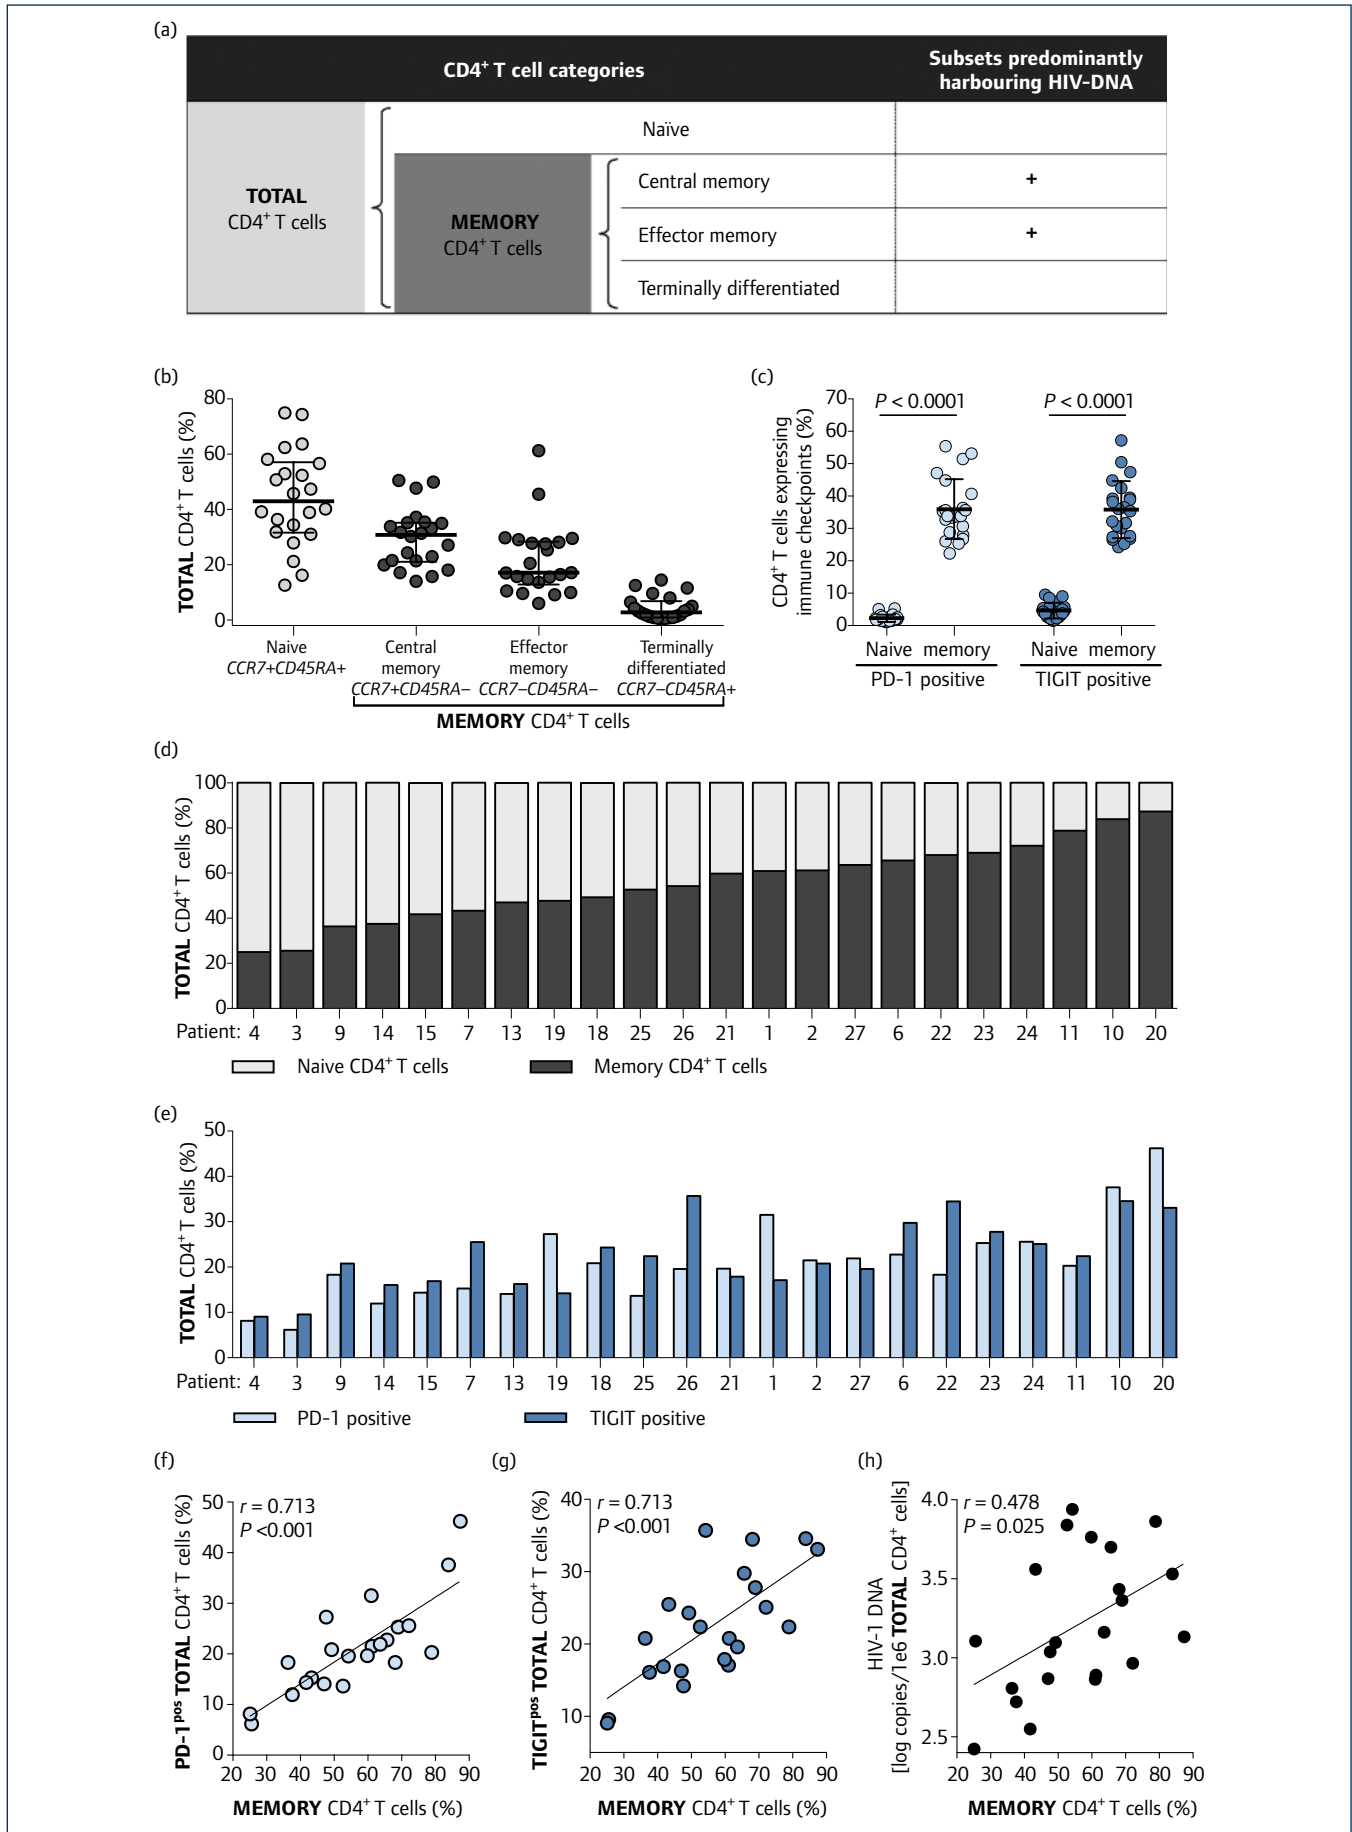 (a)
CD4+ T cell categories
Subsets predominantly
harbouring HIV-DNA
TOTAL
CD4+ T cells
Naïve
MEMORY
CD4+ T cells
Central memory
+
Effector memory
+
Terminally differentiated
(b)
TOTAL CD4+ T cells (%)
80
60
40
20
0
Naive
CCR7+CD45RA+
Central
memory
CCR7+CD45RA–
Effector
memory
CCR7–CD45RA–
Terminally
differentiated
CCR7–CD45RA+
MEMORY CD4+ T cells
(c)
CD4+ T cells expressing
immune checkpoints (%)
70
60
50
40
30
20
10
0
P < 0.0001
P < 0.0001
Naive memory
Naive memory
PD-1 positive
TIGIT positive
(d)
TOTAL CD4+ T cells (%)
100
80
60
40
20
0
Patient: 4 3 9 14 15 7 13 19 18 25 26 21 1 2 27 6 22 23 24 11 10 20
Naive CD4+ T cells
Memory CD4+ T cells
(e)
TOTAL CD4+ T cells (%)
50
40
30
20
10
0
Patient: 4 3 9 14 15 7 13 19 18 25 26 21 1 2 27 6 22 23 24 11 10 20
PD-1 positive
TIGIT positive
(f)
PD-1pos TOTAL CD4+ T cells (%)
50
40
30
20
10
0
r = 0.713
P <0.001
20 30 40 50 60 70 80 90
MEMORY CD4+ T cells (%)
(g)
TIGITpos TOTAL CD4+ T cells (%)
40
30
20
10
r = 0.713
P <0.001
20 30 40 50 60 70 80 90
MEMORY CD4+ T cells (%)
(h)
HIV-1 DNA
[log copies/1e6 TOTAL CD4+ cells]
4.0
3.5
3.0
2.5
r = 0.478
P = 0.025
20 30 40 50 60 70 80 90
MEMORY CD4+ T cells (%)